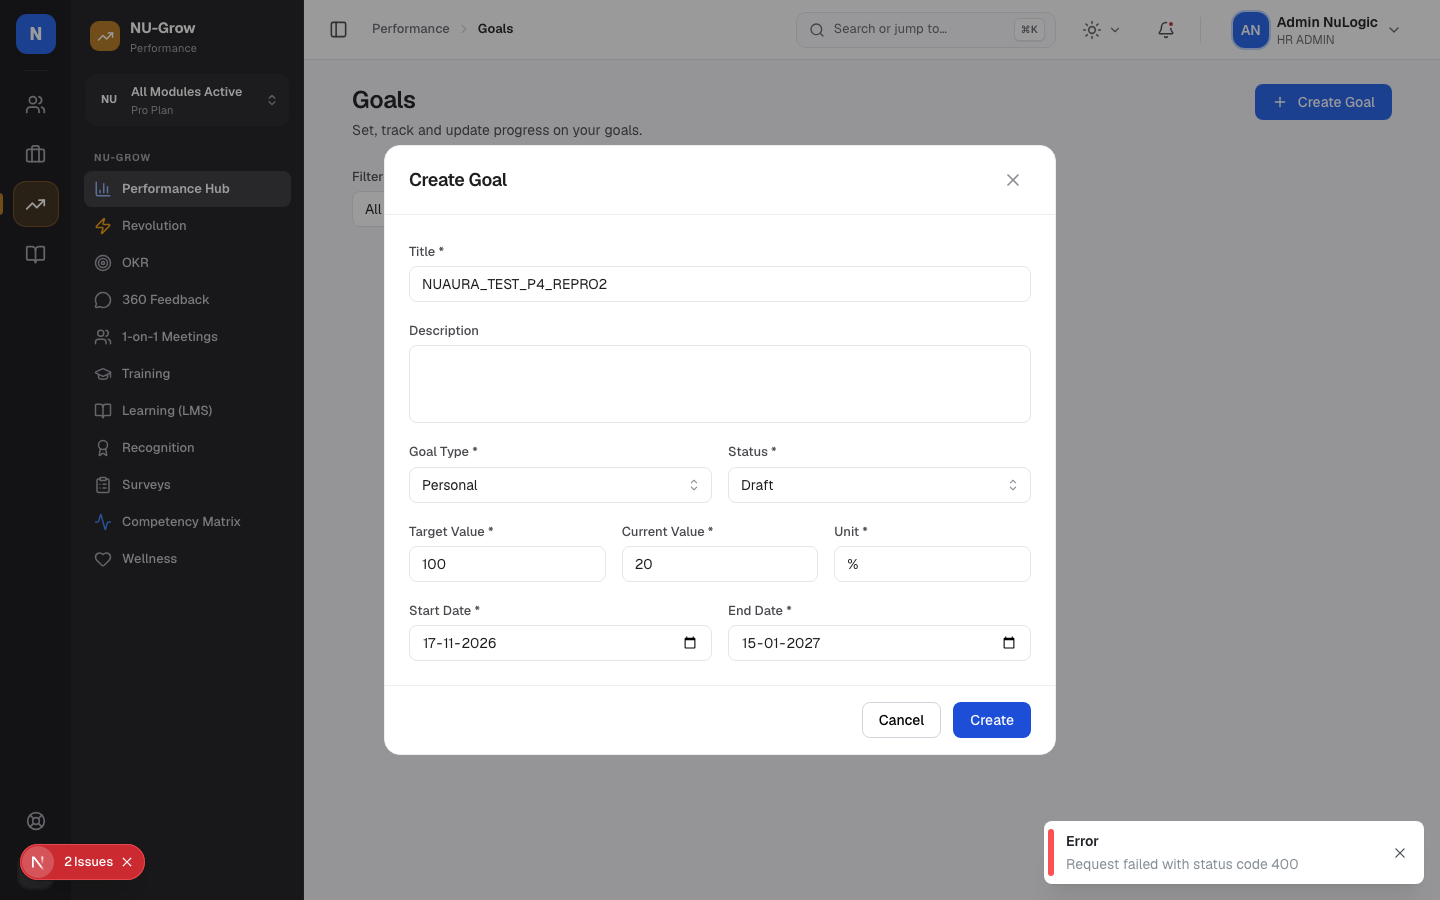 N
NU-Grow
Performance
NU
All Modules Active
Pro Plan
NU-GROW
Performance Hub
Revolution
OKR
360 Feedback
1-on-1 Meetings
Training
Learning (LMS)
Recognition
Surveys
Competency Matrix
Wellness
N
2 Issues
Performance
Goals
Search or jump to...
⌘K
AN
Admin NuLogic
HR ADMIN
Goals
Set, track and update progress on your goals.
Create Goal
Filter
All
Create Goal
Title *
NUAURA_TEST_P4_REPRO2
Description
Goal Type *
Status *
Personal
Draft
Target Value *
Current Value *
Unit *
100
20
%
Start Date *
End Date *
17-11-2026
15-01-2027
Cancel
Create
Error
Request failed with status code 400